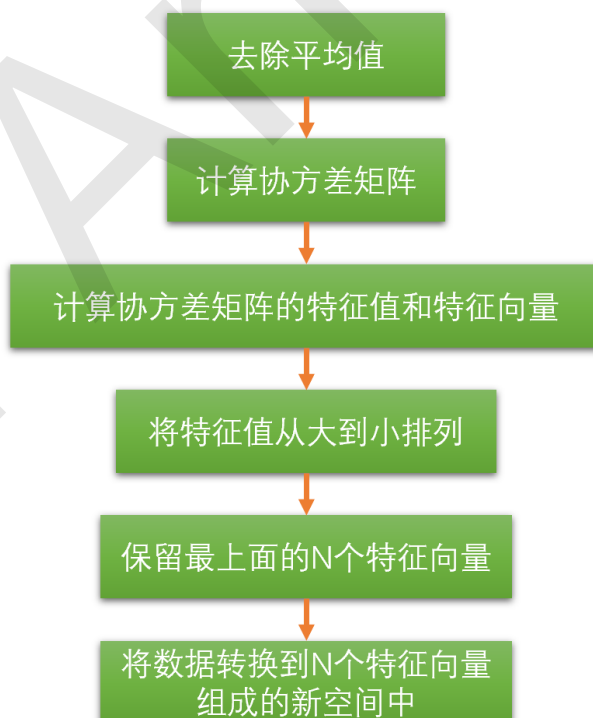 去除平均值
计算协方差矩阵
计算协方差矩阵的特征值和特征向量
将特征值从大到小排列
保留最上面的N个特征向量
将数据转换到N个特征向量
组成的新空间中